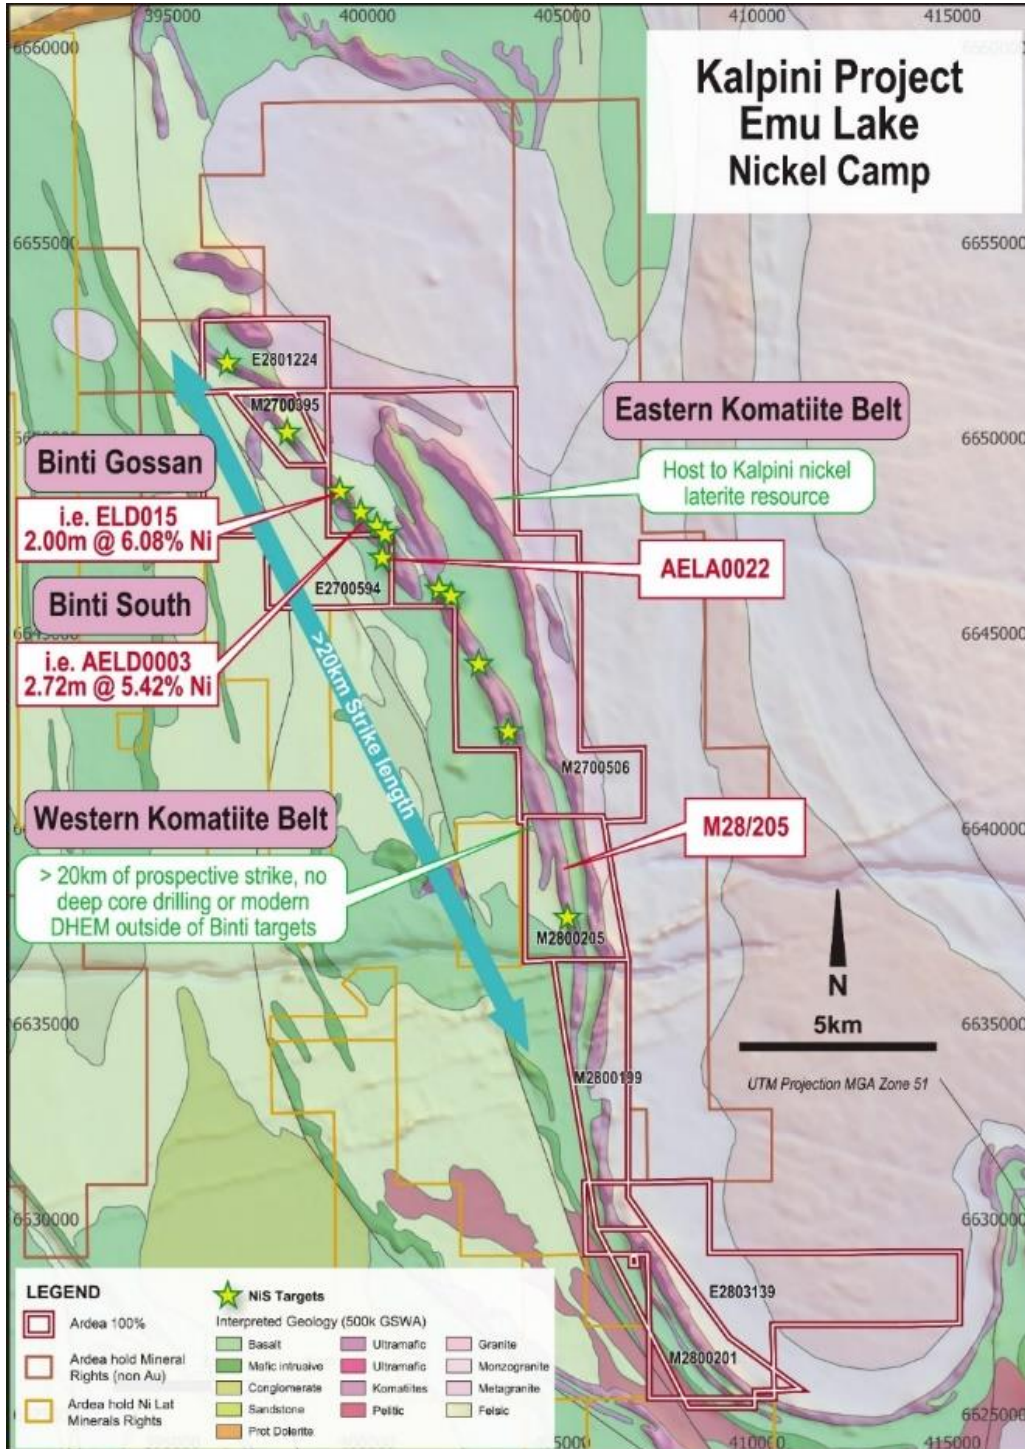 395000 400000 405000 410000 415000
6660000
Kalpini Project
Emu Lake
Nickel Camp
6655000 6655000
E2801224
M2700395
Eastern Komatiite Belt
6650000
Binti Gossan
Host to Kalpini nickel
laterite resource
i.e. ELD015
2.00m @ 6.08% Ni
AELA0022
E2700594
Binti South
6645000
i.e. AELD0003
2.72m @ 5.42% Ni
>20km Strike length
M2700506
Western Komatiite Belt
M28/205
6640000
> 20km of prospective strike, no
deep core drilling or modern
DHEM outside of Binti targets
M2800205
N
5km
6635000 6635000
UTM Projection MGA Zone 51
M2800199
6630000 6630000
E2803139
M2800201
LEGEND
Ardea 100%
Ardea hold Mineral
Rights (non Au)
Ardea hold Ni Lat
Minerals Rights
NiS Targets
Interpreted Geology (500k GSWA)
Basalt
Mafic intrusive
Conglomerate
Sandstone
Prot Dolerite
Ultramafic
Ultramafic
Komatiites
Pelitic
Granite
Monzogranite
Metagranite
Felsic
6625000
410000 415000